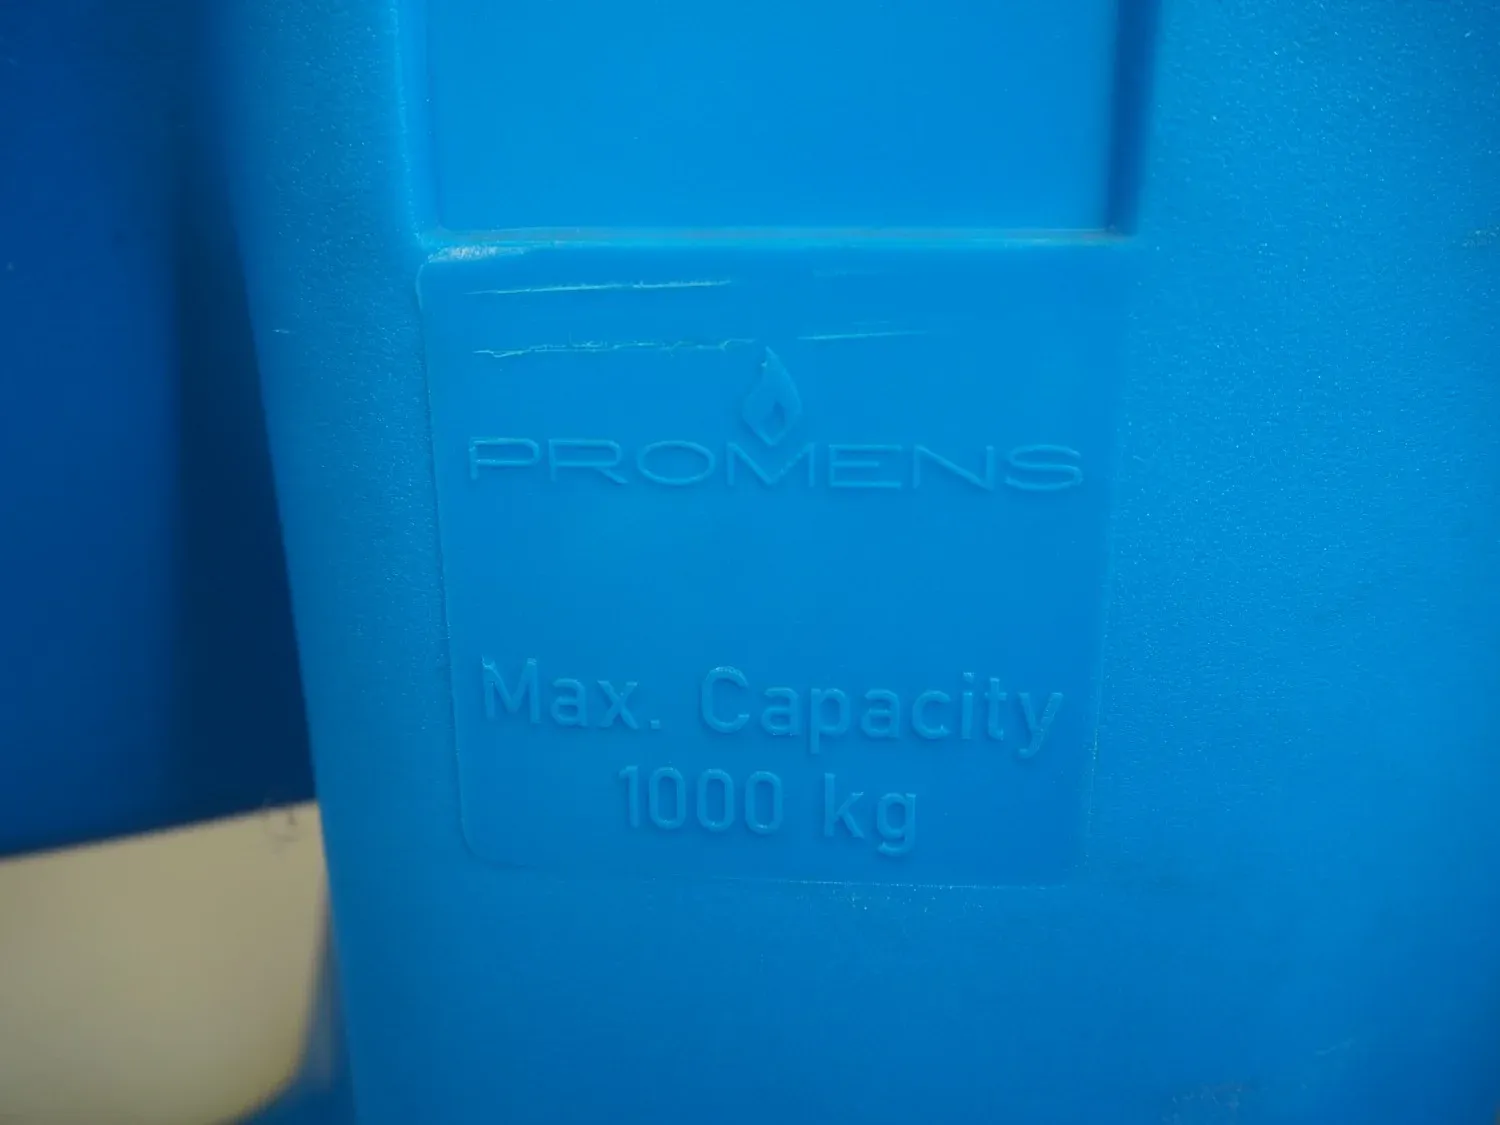 PROMENS
Max. Capacity
1000 kg